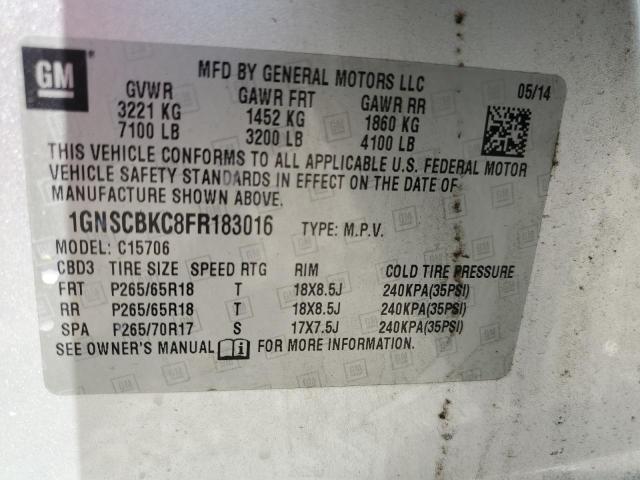 GM
MFD BY GENERAL MOTORS LLC
05/14
GVWR GAWR FRT GAWR RR
3221 KG 1452 KG 1860 KG
7100 LB 3200 LB 4100 LB
THIS VEHICLE CONFORMS TO ALL APPLICABLE U.S. FEDERAL MOTOR
VEHICLE SAFETY STANDARDS IN EFFECT ON THE DATE OF
MANUFACTURE SHOWN ABOVE.
1GNSCBKC8FR183016 TYPE: M.P.V.
MODEL: C15706
CBD3 TIRE SIZE SPEED RTG RIM COLD TIRE PRESSURE
FRT P265/65R18 T 18X8.5J 240KPA(35PSI)
RR P265/65R18 T 18X8.5J 240KPA(35PSI)
SPA P265/70R17 S 17X7.5J 240KPA(35PSI)
SEE OWNER'S MANUAL i FOR MORE INFORMATION.